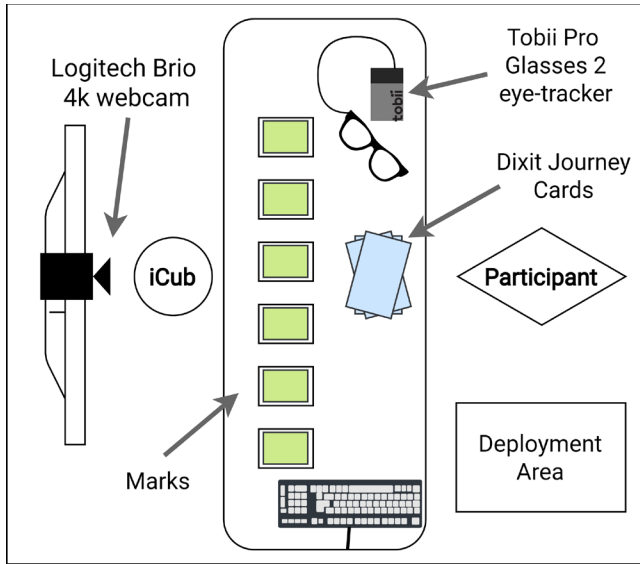 Logitech Brio
4k webcam
Tobii Pro
Glasses 2
eye-tracker
tobii
Dixit Journey
Cards
iCub
Participant
Marks
Deployment
Area